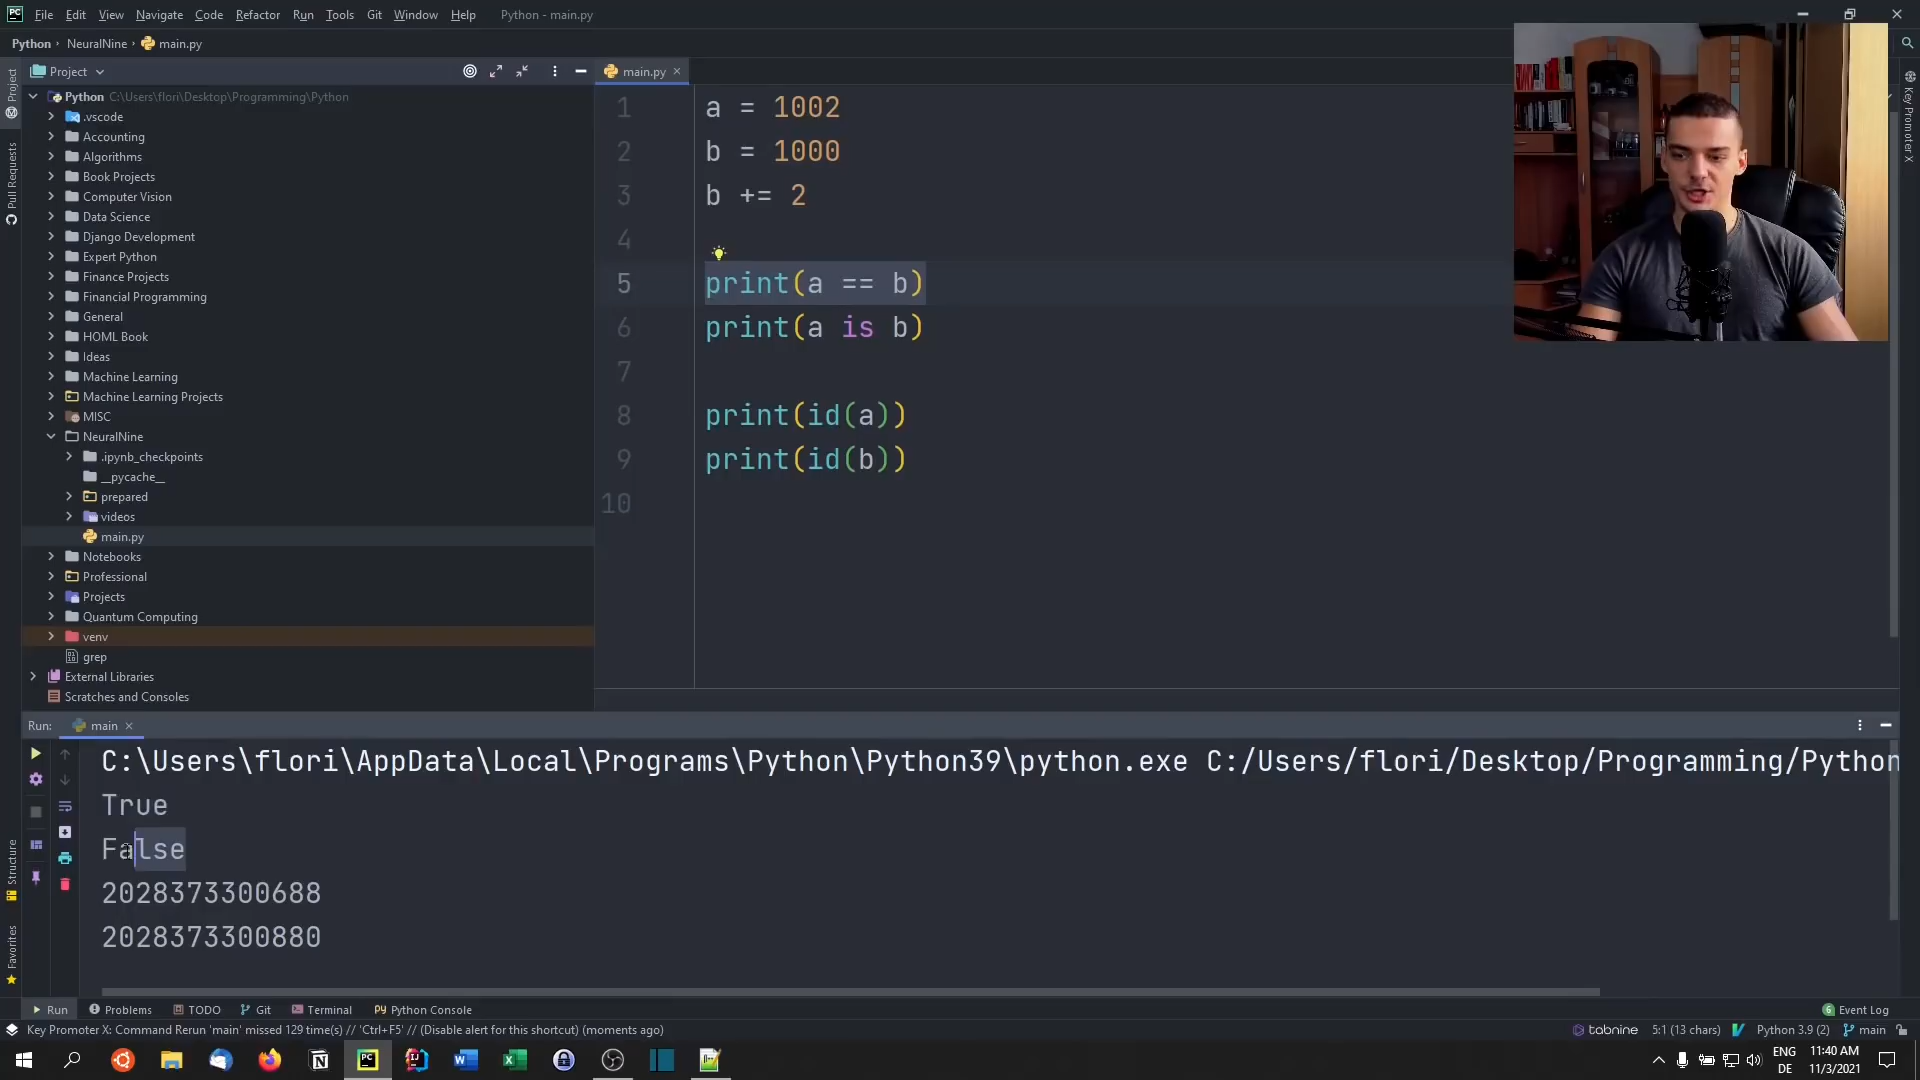 File Edit View Navigate Code Refactor Run Tools Git Window Help Python - main.py
Python NeuralNine main.py
Project
main.py
Python C:\Users\flori\Desktop\Programming\Python
.vscode
Accounting
Algorithms
Book Projects
Computer Vision
Data Science
Django Development
Expert Python
Finance Projects
Financial Programming
General
HOML Book
Ideas
Machine Learning
Machine Learning Projects
MISC
NeuralNine
.ipynb_checkpoints
__pycache__
prepared
videos
main.py
Notebooks
Professional
Projects
Quantum Computing
venv
grep
External Libraries
Scratches and Consoles
Project
Pull Requests
Structure
Favorites
Key Promoter X
1 a = 1002
2 b = 1000
3 b += 2
4
5 print(a == b)
6 print(a is b)
7
8 print(id(a))
9 print(id(b))
10
Run: main
C:\Users\flori\AppData\Local\Programs\Python\Python39\python.exe C:/Users/flori/Desktop/Programming/Python
True
False
2028373300688
2028373300880
Run Problems TODO Git Terminal Python Console Event Log
Key Promoter X: Command Rerun 'main' missed 129 time(s) // 'Ctrl+F5' // (Disable alert for this shortcut) (moments ago) tabnine 5:1 (13 chars) Python 3.9 (2) main
ENG 11:40 AM
DE 11/3/2021